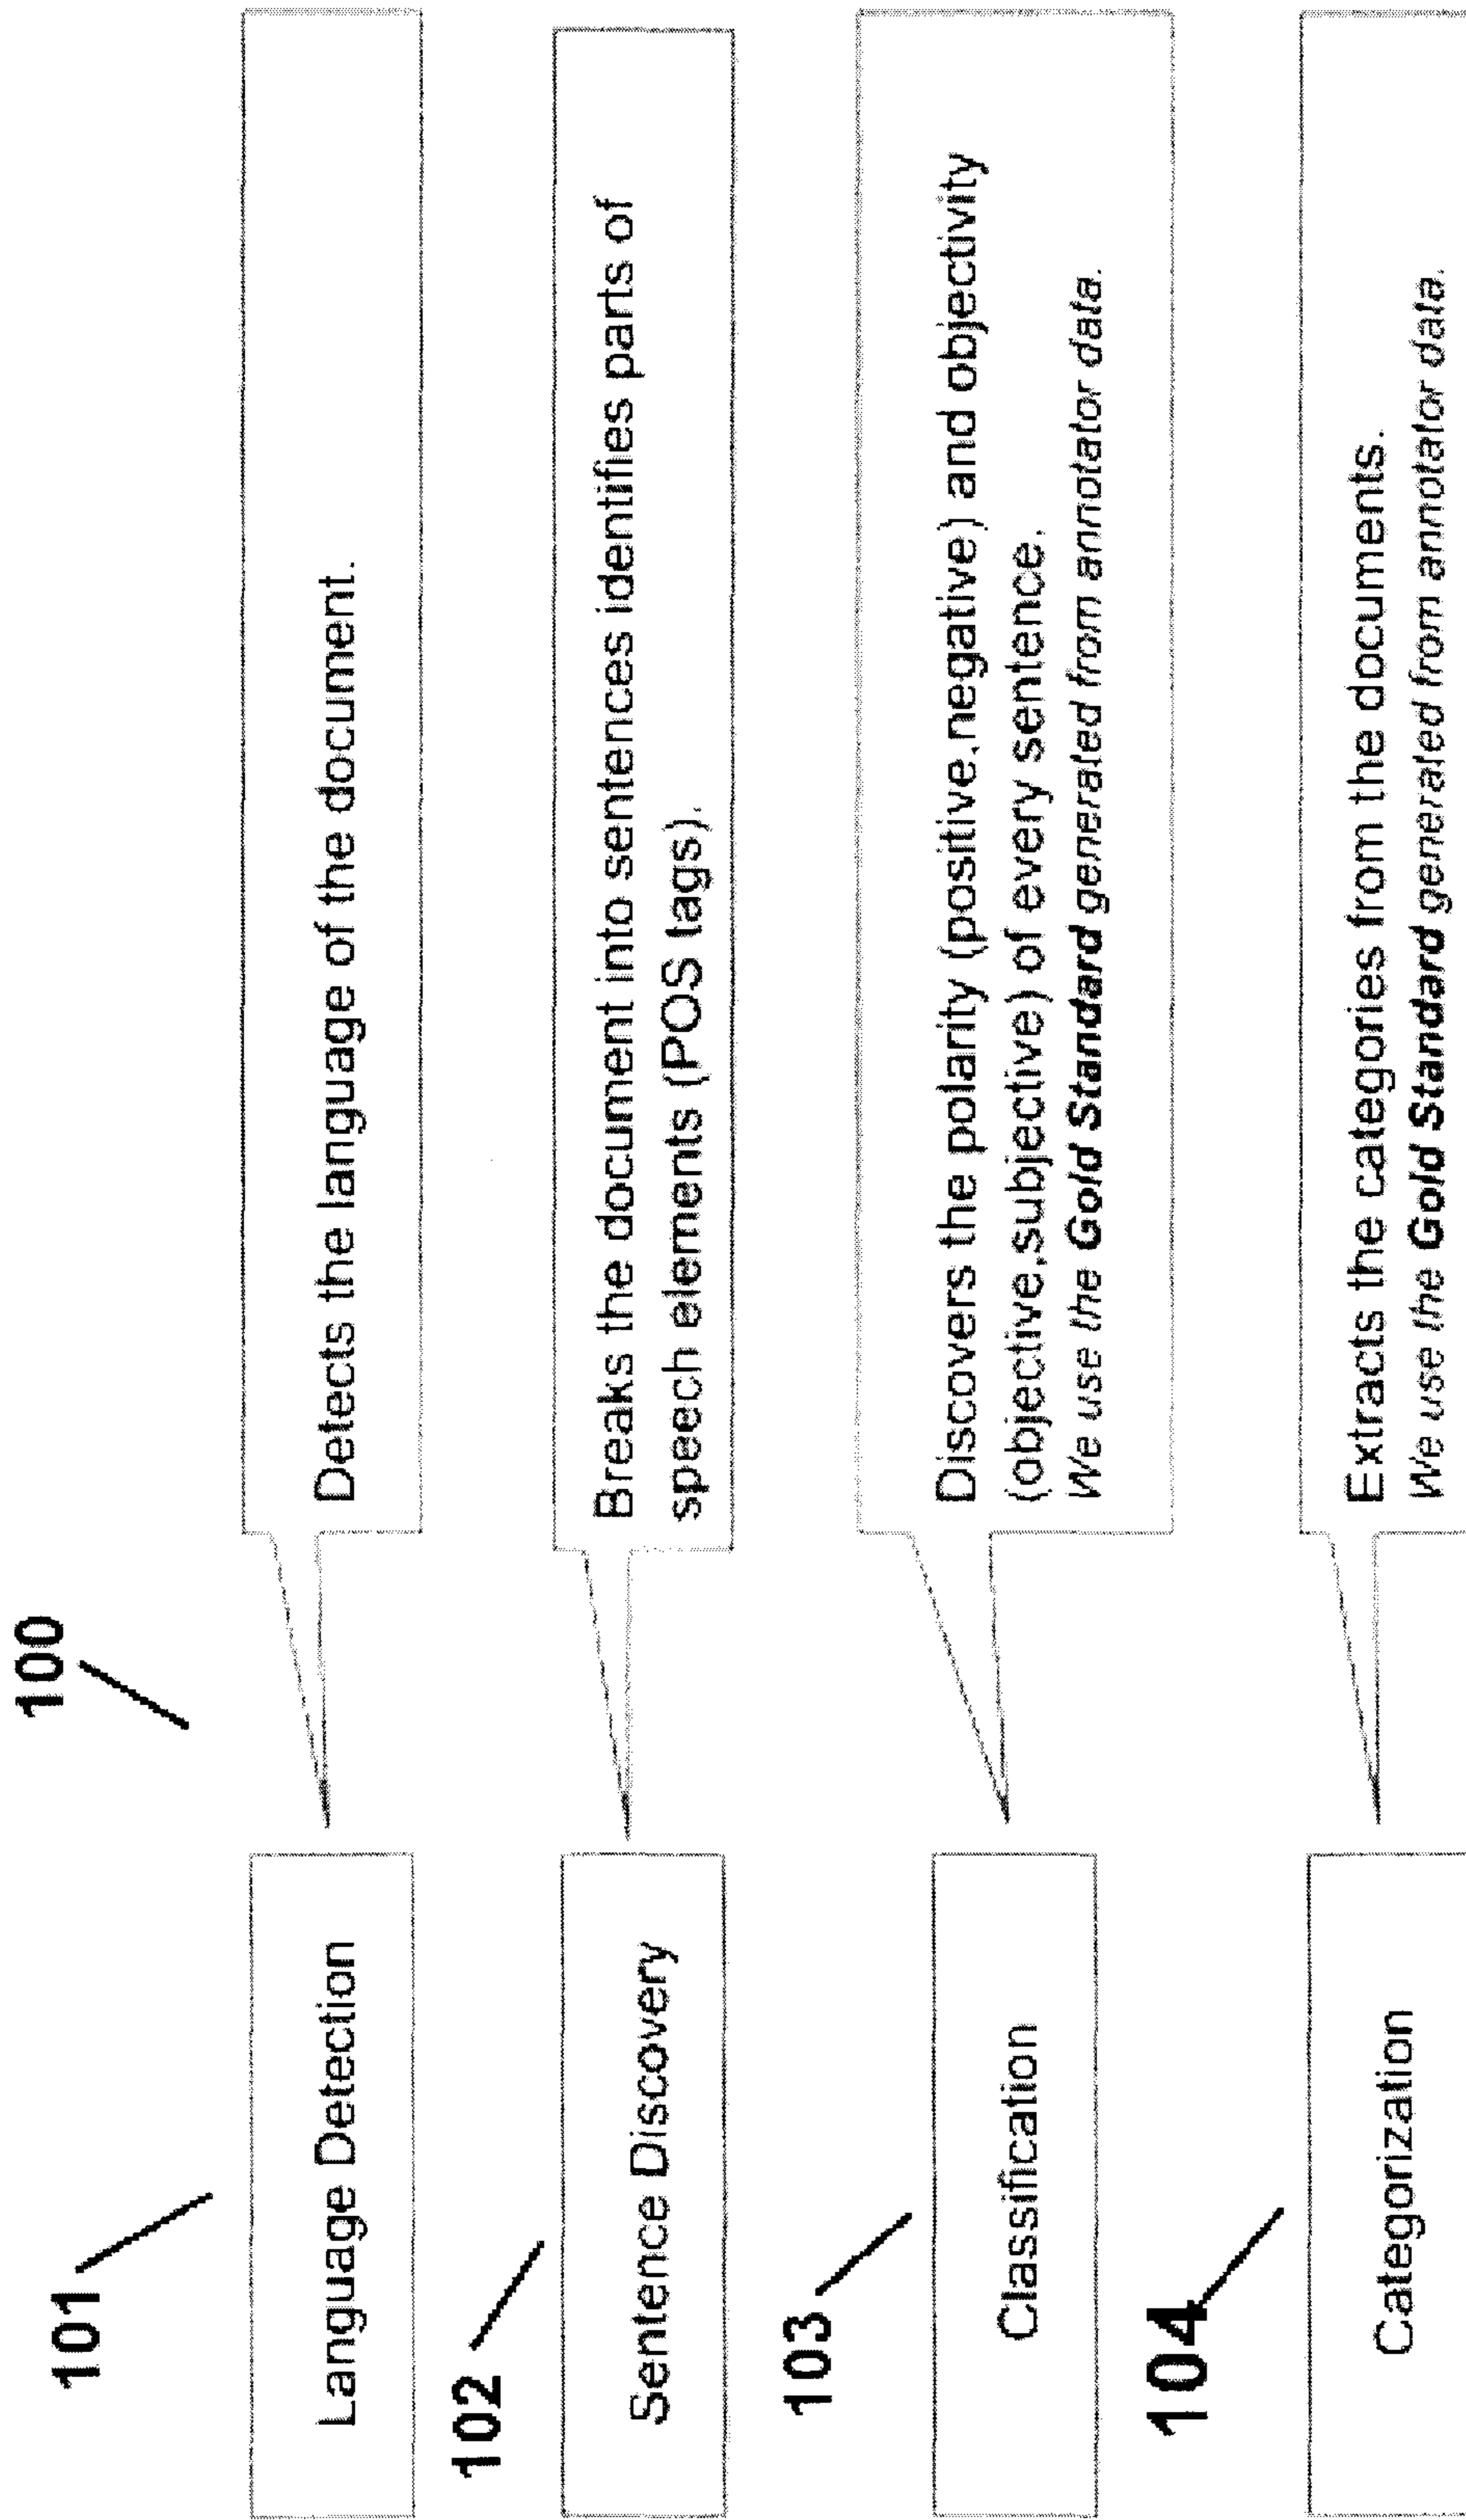 100
101
Language Detection
Detects the language of the document.
102
Sentence Discovery
Breaks the document into sentences identifies parts of
speech elements (POS tags).
103
Classification
Discovers the polarity (positive,negative) and objectivity
(objective,subjective) of every sentence.
We use the Gold Standard generated from annotator data.
104
Categorization
Extracts the categories from the documents.
We use the Gold Standard generated from annotator data.